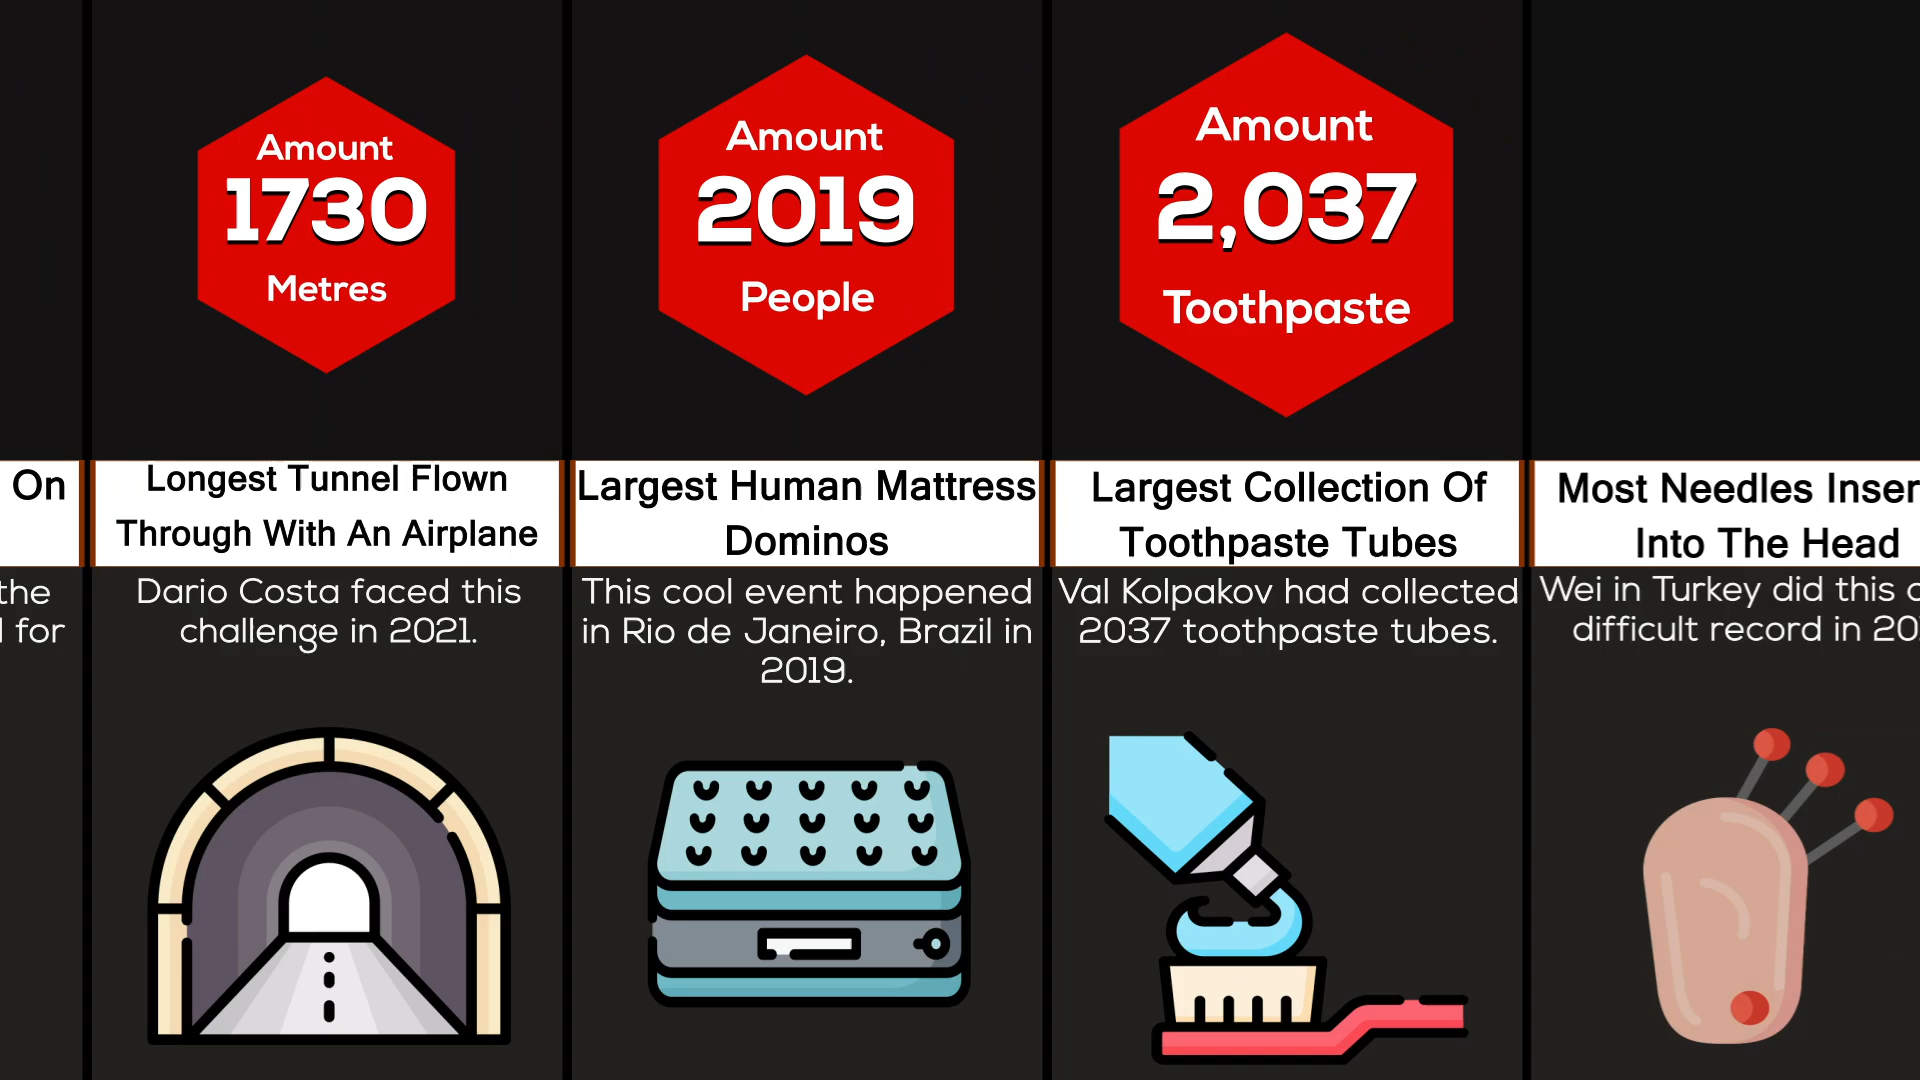 On
the
for
Amount
1730
Metres
Longest Tunnel Flown
Through With An Airplane
Dario Costa faced this
challenge in 2021.
Amount
2019
People
Largest Human Mattress
Dominos
This cool event happened
in Rio de Janeiro, Brazil in
2019.
Amount
2,037
Toothpaste
Largest Collection Of
Toothpaste Tubes
Val Kolpakov had collected
2037 toothpaste tubes.
Most Needles Inser
Into The Head
Wei in Turkey did this
difficult record in 20